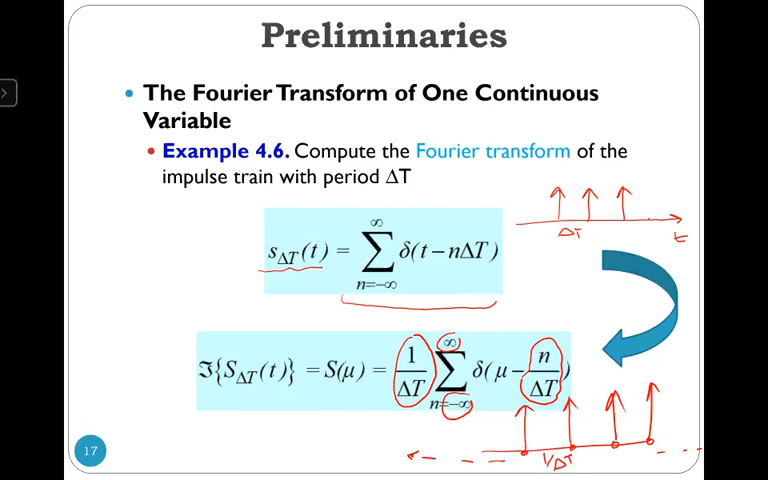 Preliminaries
• The Fourier Transform of One Continuous
Variable
• Example 4.6. Compute the Fourier transform of the
impulse train with period ΔT
ΔT
t
s_ΔT(t) = ∑_{n=−∞}^{∞} δ(t − nΔT)
ℑ{S_ΔT(t)} = S(μ) = 1/ΔT ∑_{n=−∞}^{∞} δ(μ − n/ΔT)
1/ΔT
17